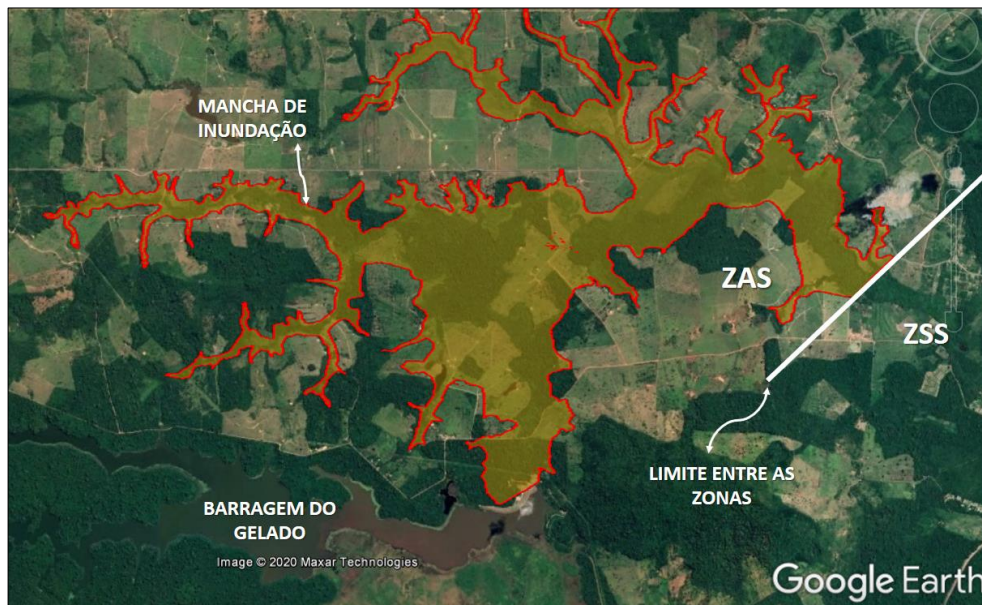 MANCHA DE
INUNDAÇÃO
ZAS
ZSS
LIMITE ENTRE AS
ZONAS
BARRAGEM DO
GELADO
Image © 2020 Maxar Technologies
Google Earth